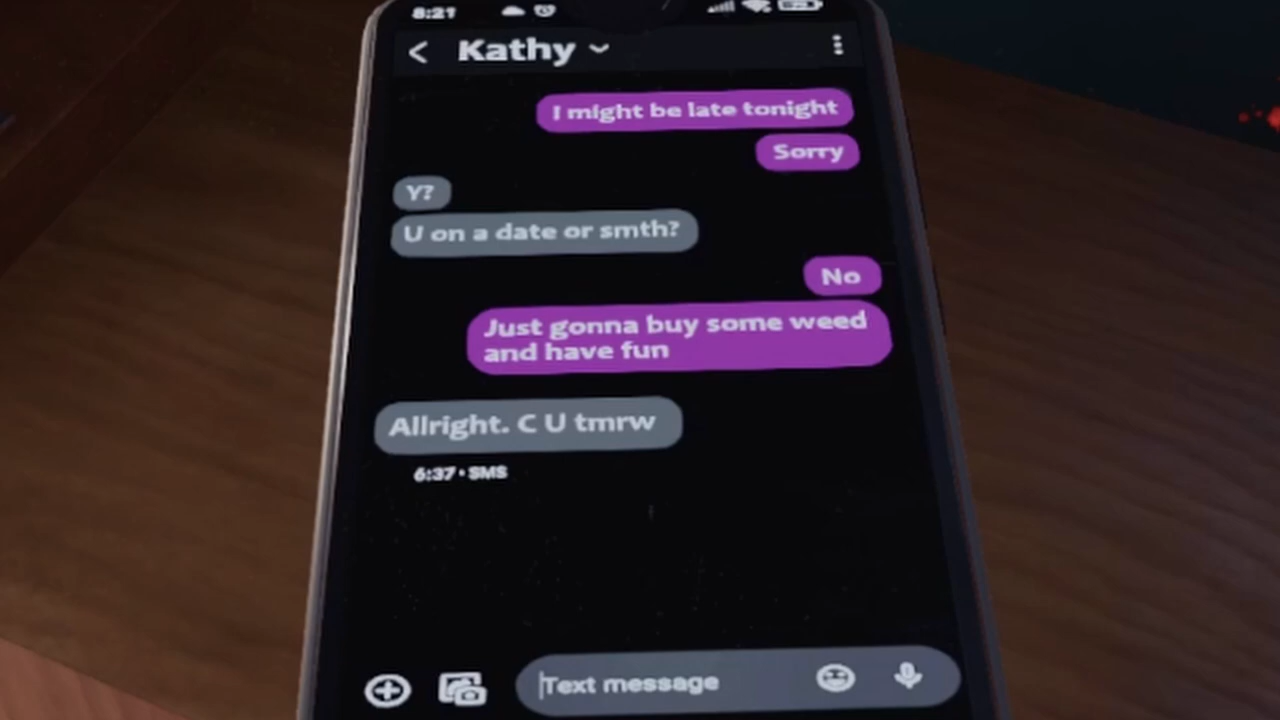 8:21
Kathy
I might be late tonight
Sorry
Y?
U on a date or smth?
No
Just gonna buy some weed
and have fun
Allright. C U tmrw
6:37 • SMS
Text message